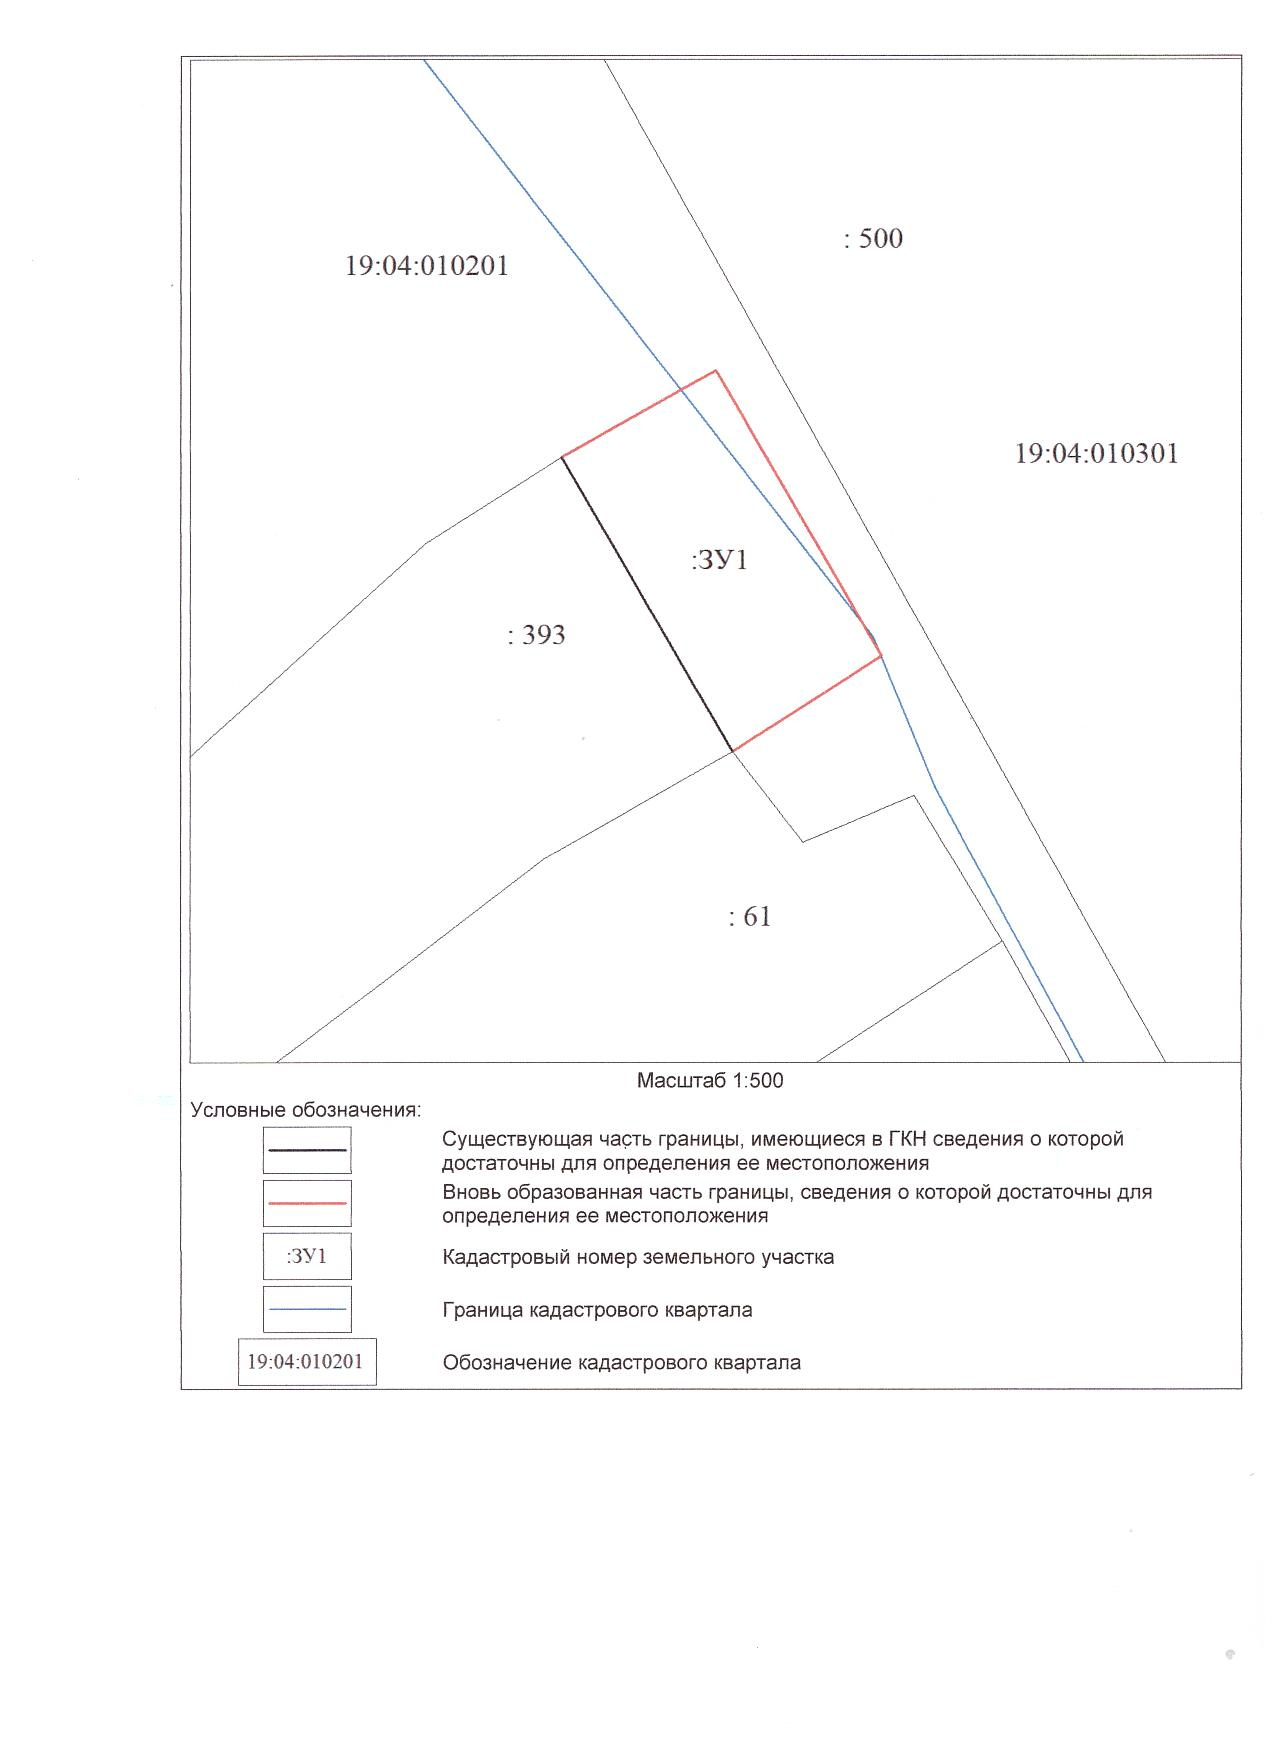 : 500
19:04:010201
19:04:010301
:ЗУ1
: 393
: 61
Масштаб 1:500
Условные обозначения:
Существующая часть границы, имеющиеся в ГКН сведения о которой
достаточны для определения ее местоположения
Вновь образованная часть границы, сведения о которой достаточны для
определения ее местоположения
:ЗУ1
Кадастровый номер земельного участка
Граница кадастрового квартала
19:04:010201
Обозначение кадастрового квартала